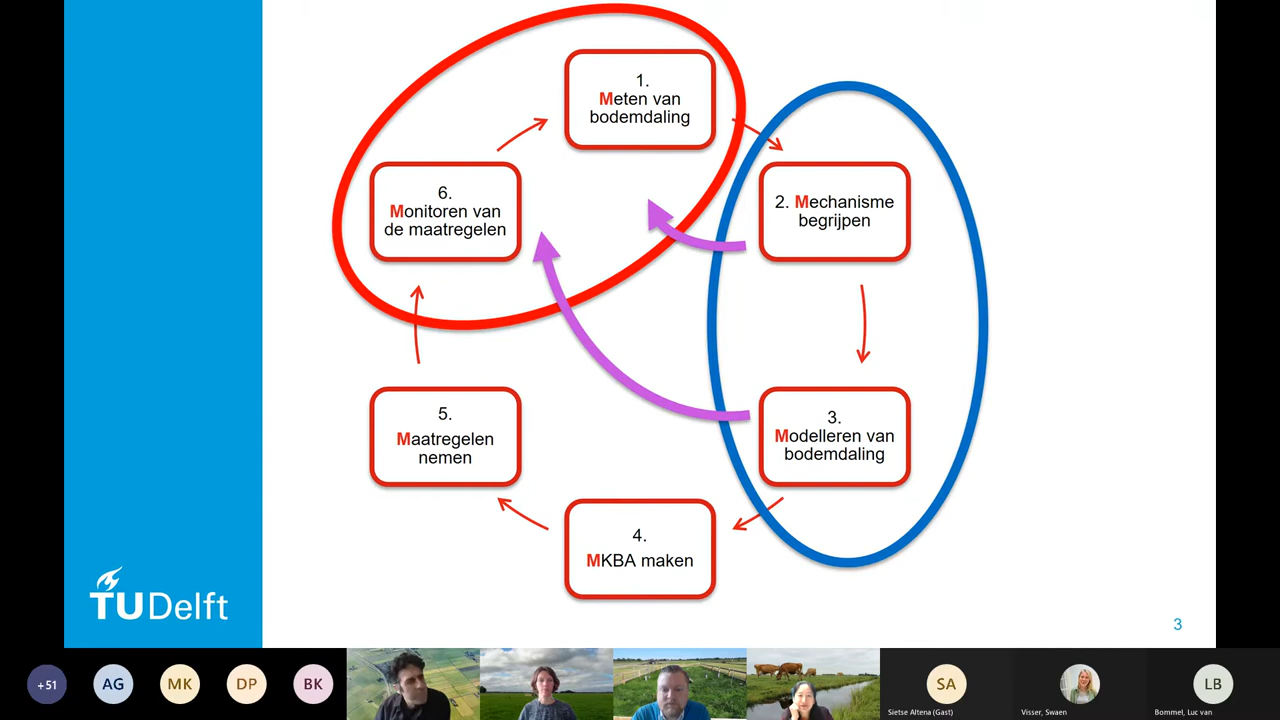 1.
Meten van
bodemdaling
6.
Monitoren van
de maatregelen
2. Mechanisme
begrijpen
5.
Maatregelen
nemen
3.
Modelleren van
bodemdaling
4.
MKBA maken
TUDelft
3
+51
AG
MK
DP
BK
SA
Sietse Altena (Gast)
Visser, Swaen
LB
Bommel, Luc van